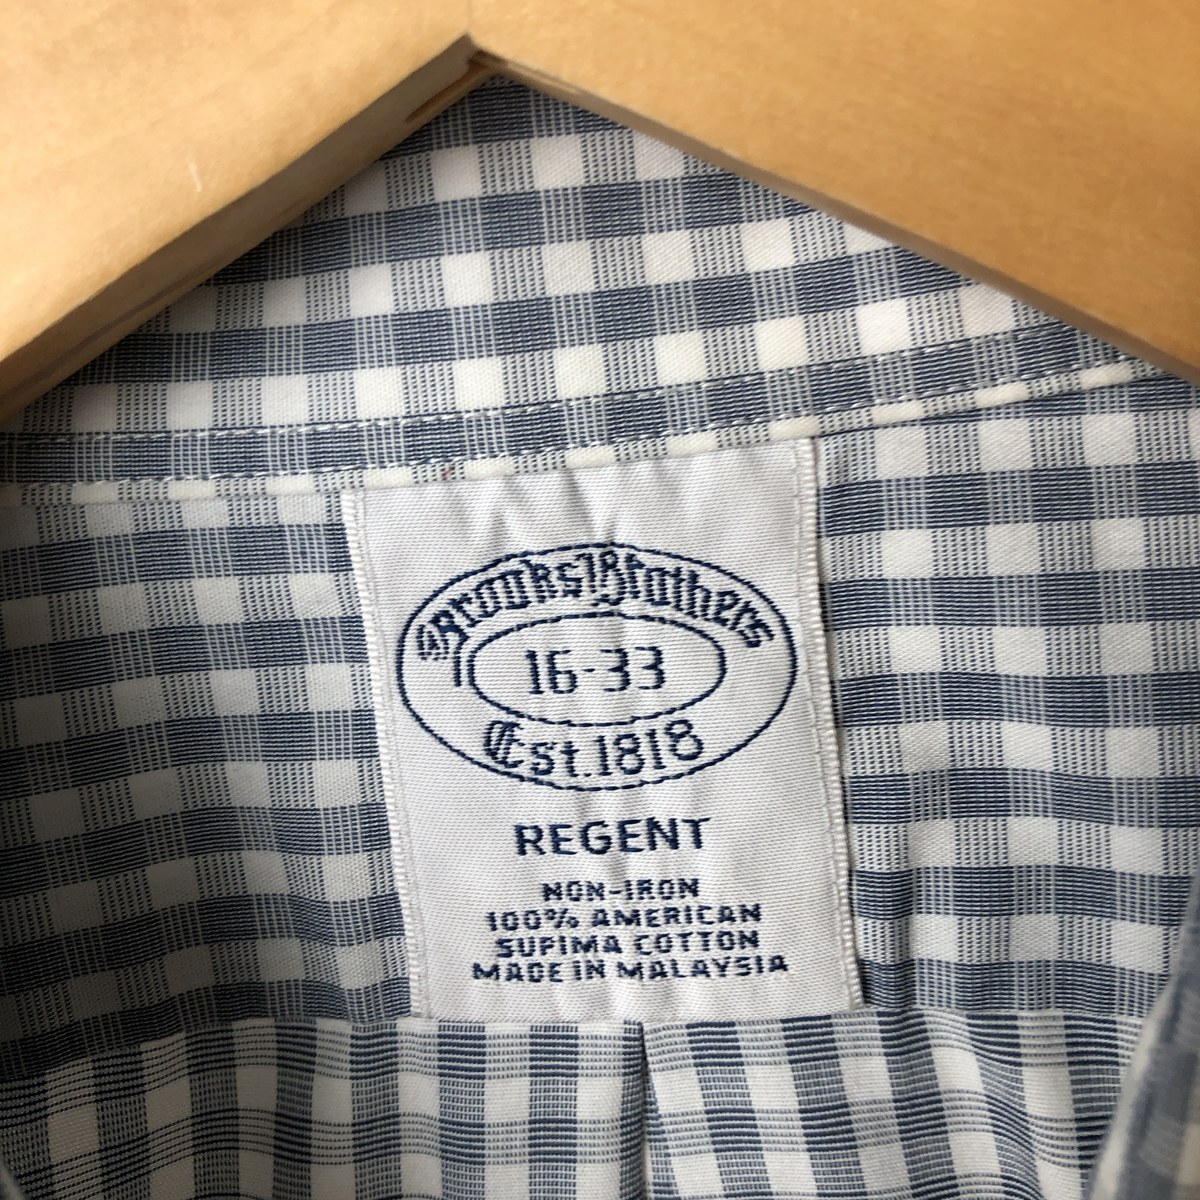 Brooks Brothers
16-33
Est. 1818
REGENT
NON-IRON
100% AMERICAN
SUPIMA COTTON
MADE IN MALAYSIA